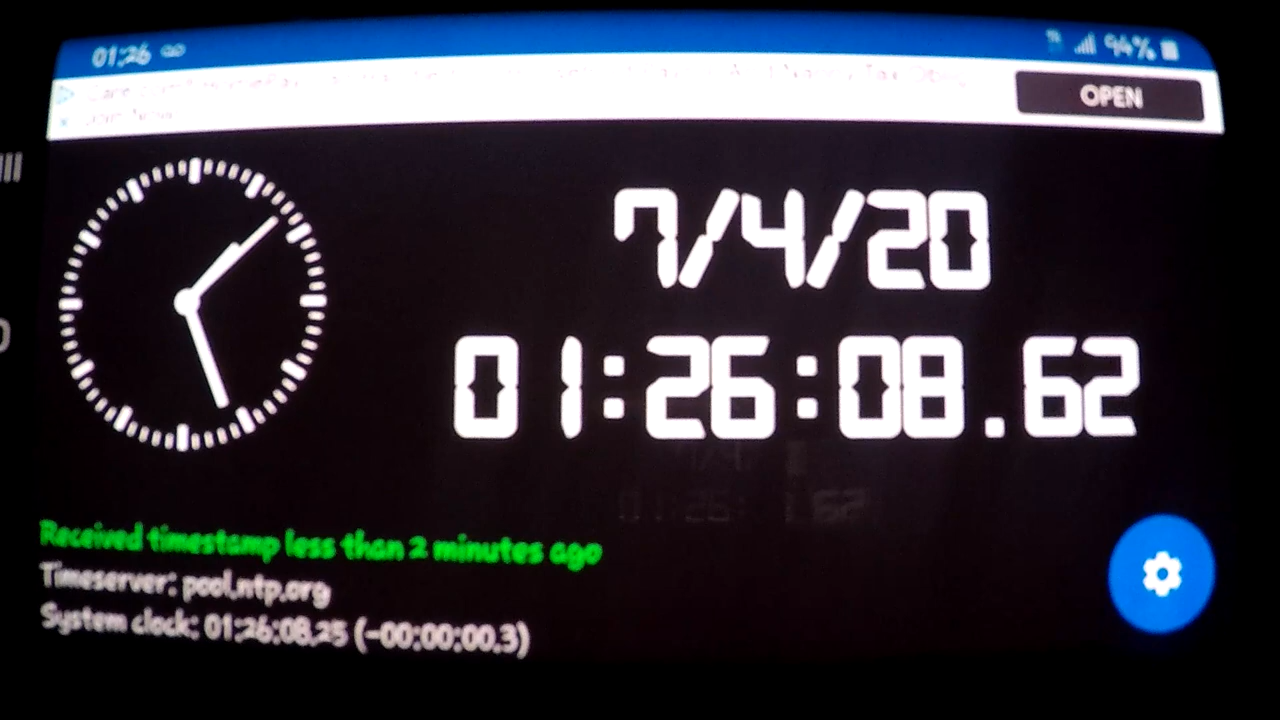 01:26 94%
OPEN
7/4/20
01:26:08.62
Received timestamp less than 2 minutes ago
Timeserver: pool.ntp.org
System clock: 01:26:08.25 (-00:00:00.3)